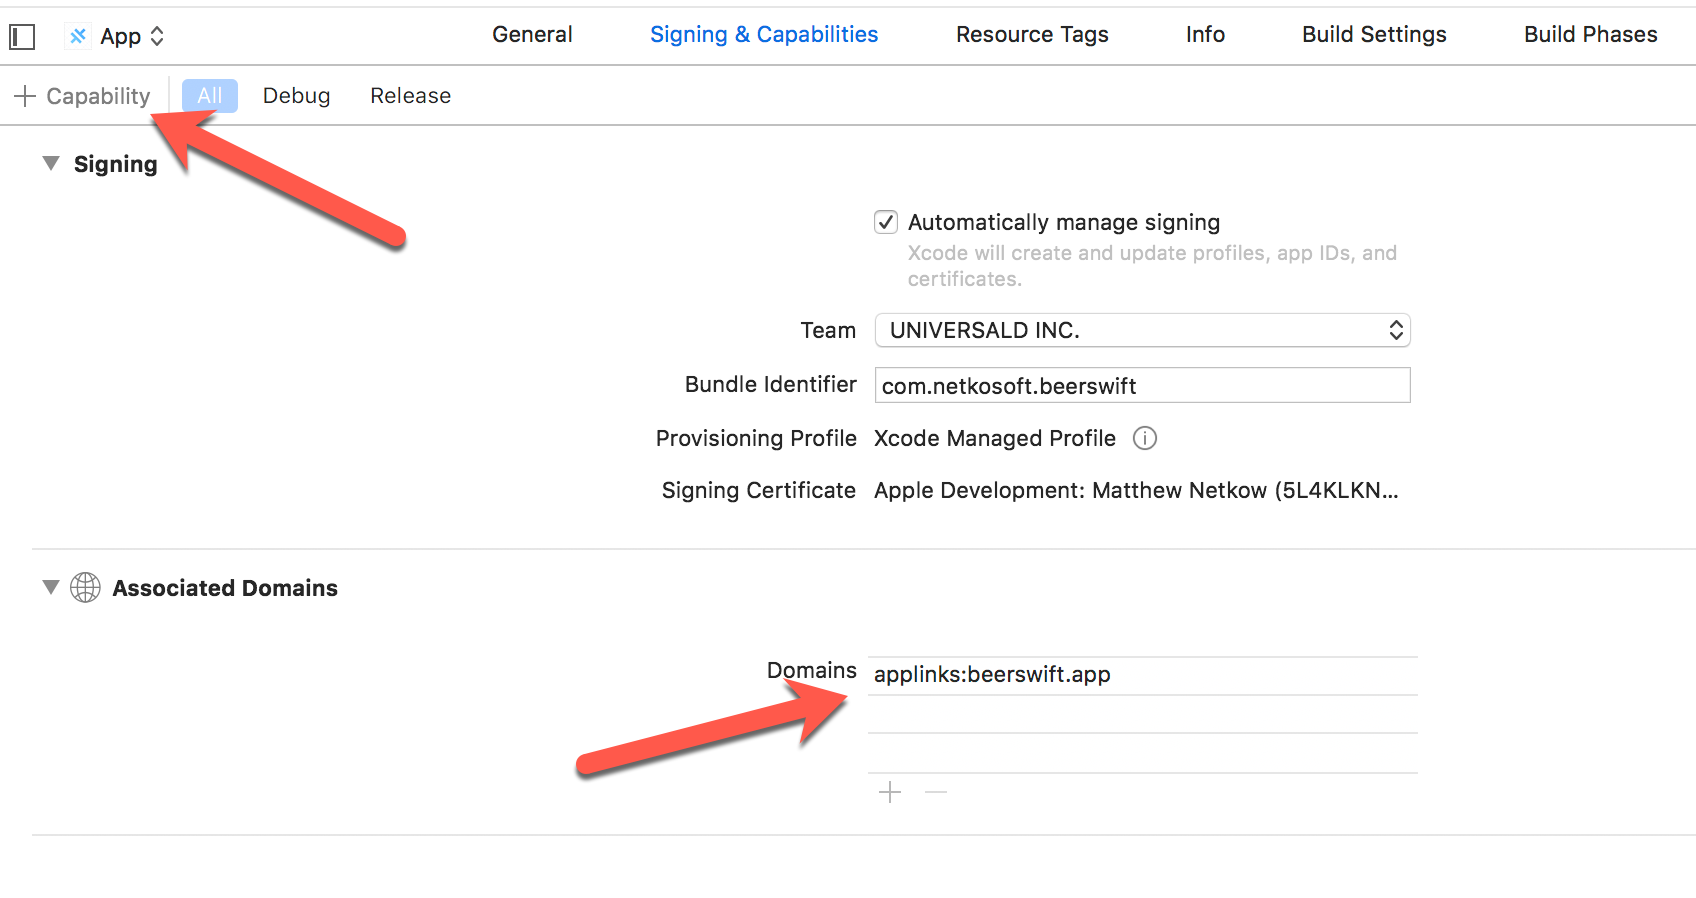 App General Signing & Capabilities Resource Tags Info Build Settings Build Phases
Capability All Debug Release
Signing
Automatically manage signing
Xcode will create and update profiles, app IDs, and
certificates.
Team UNIVERSALD INC.
Bundle Identifier com.netkosoft.beerswift
Provisioning Profile Xcode Managed Profile
Signing Certificate Apple Development: Matthew Netkow (5L4KLKN...
Associated Domains
Domains applinks:beerswift.app